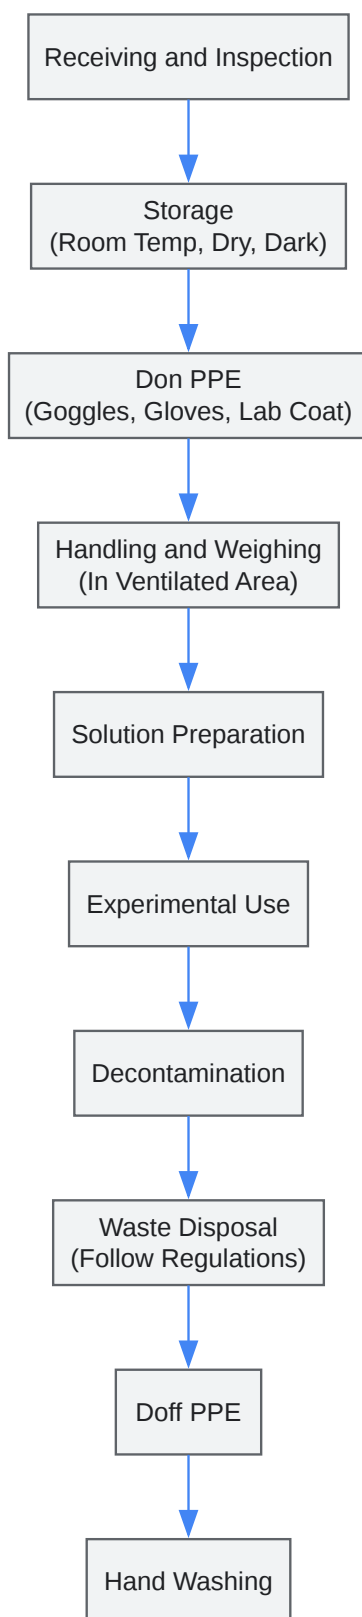 Receiving and Inspection
Storage
(Room Temp, Dry, Dark)
Don PPE
(Goggles, Gloves, Lab Coat)
Handling and Weighing
(In Ventilated Area)
Solution Preparation
Experimental Use
Decontamination
Waste Disposal
(Follow Regulations)
Doff PPE
Hand Washing